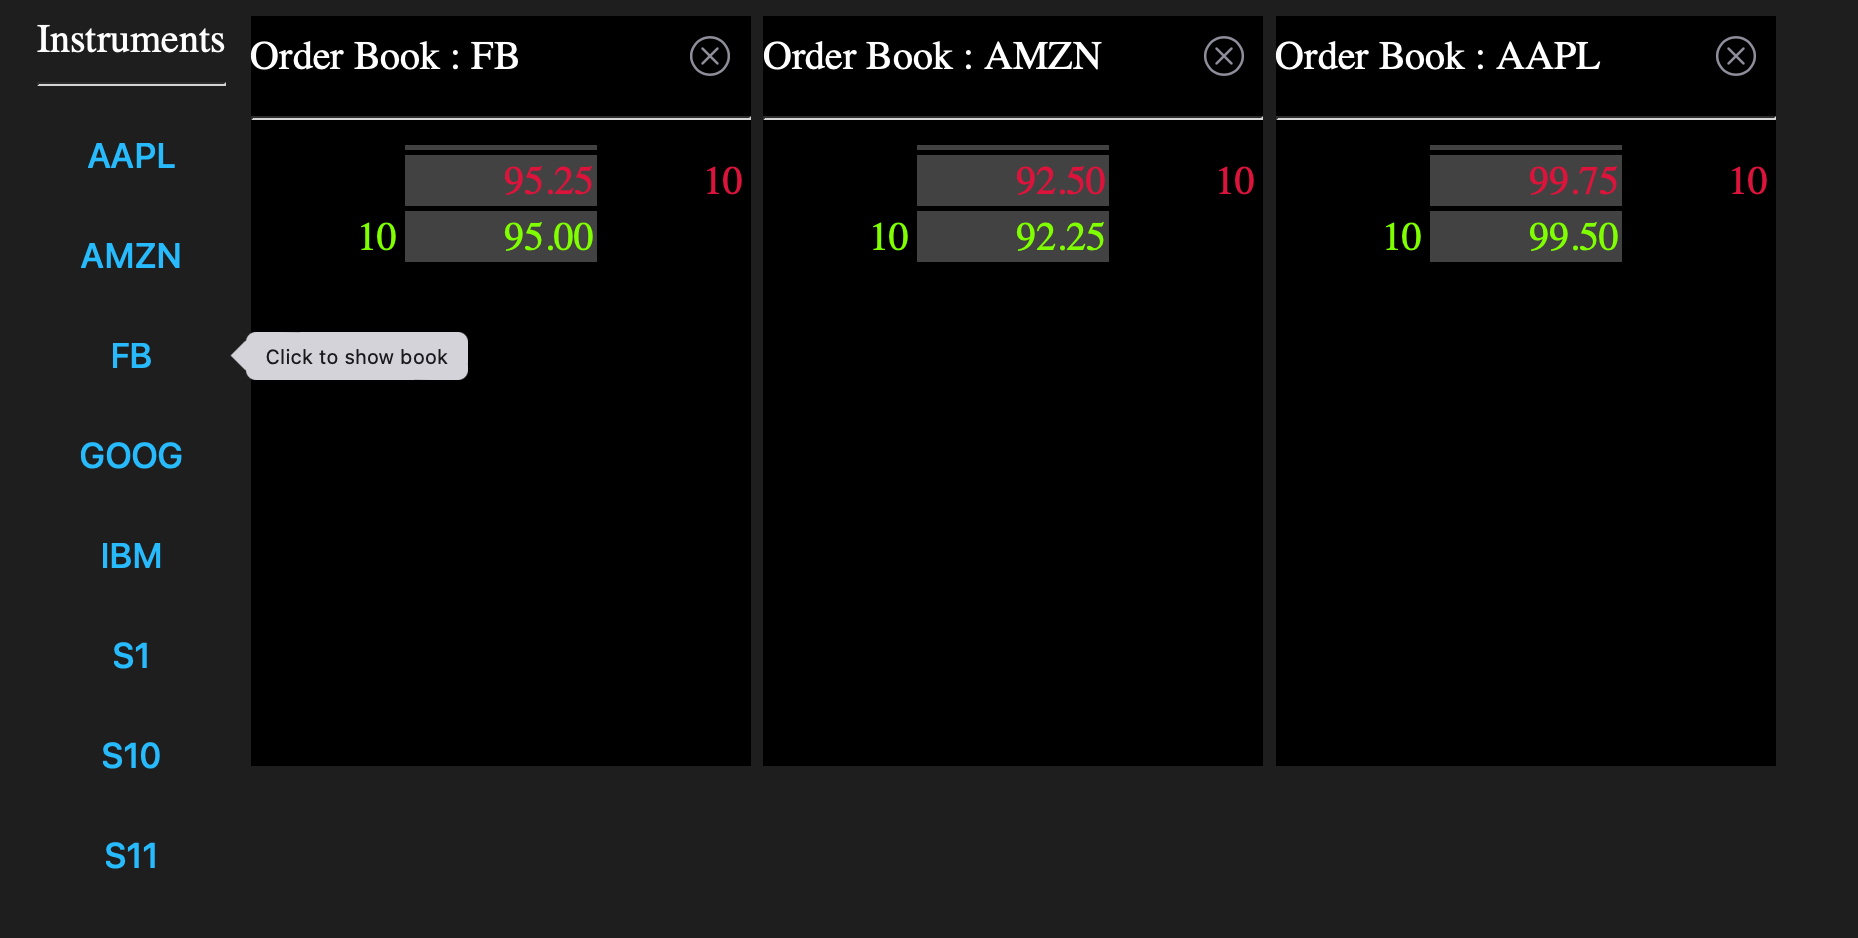 Instruments
AAPL
AMZN
FB
GOOG
IBM
S1
S10
S11
Click to show book
Order Book : FB
95.25 10
10 95.00
Order Book : AMZN
92.50 10
10 92.25
Order Book : AAPL
99.75 10
10 99.50